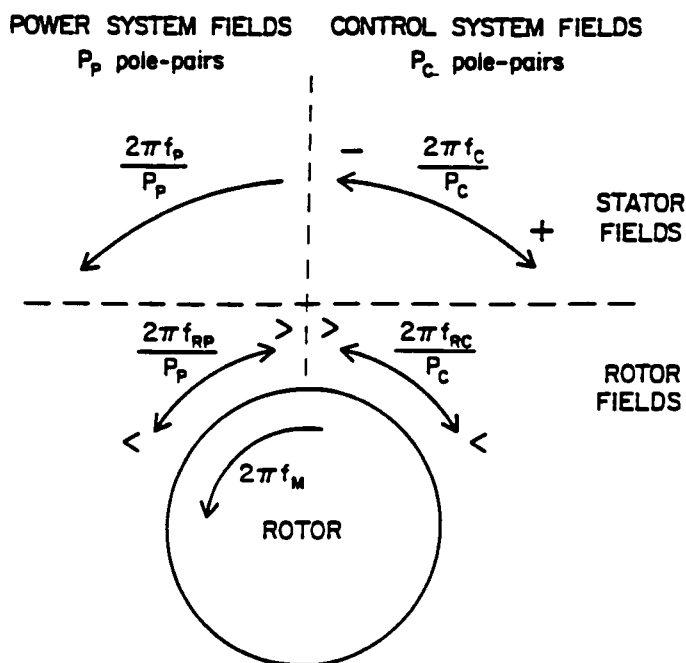 POWER SYSTEM FIELDS
P_P pole-pairs
CONTROL SYSTEM FIELDS
P_C pole-pairs
2πf_P
P_P
−
2πf_C
P_C
+
STATOR
FIELDS
2πf_RP
P_P
> >
2πf_RC
P_C
< <
ROTOR
FIELDS
2πf_M
ROTOR